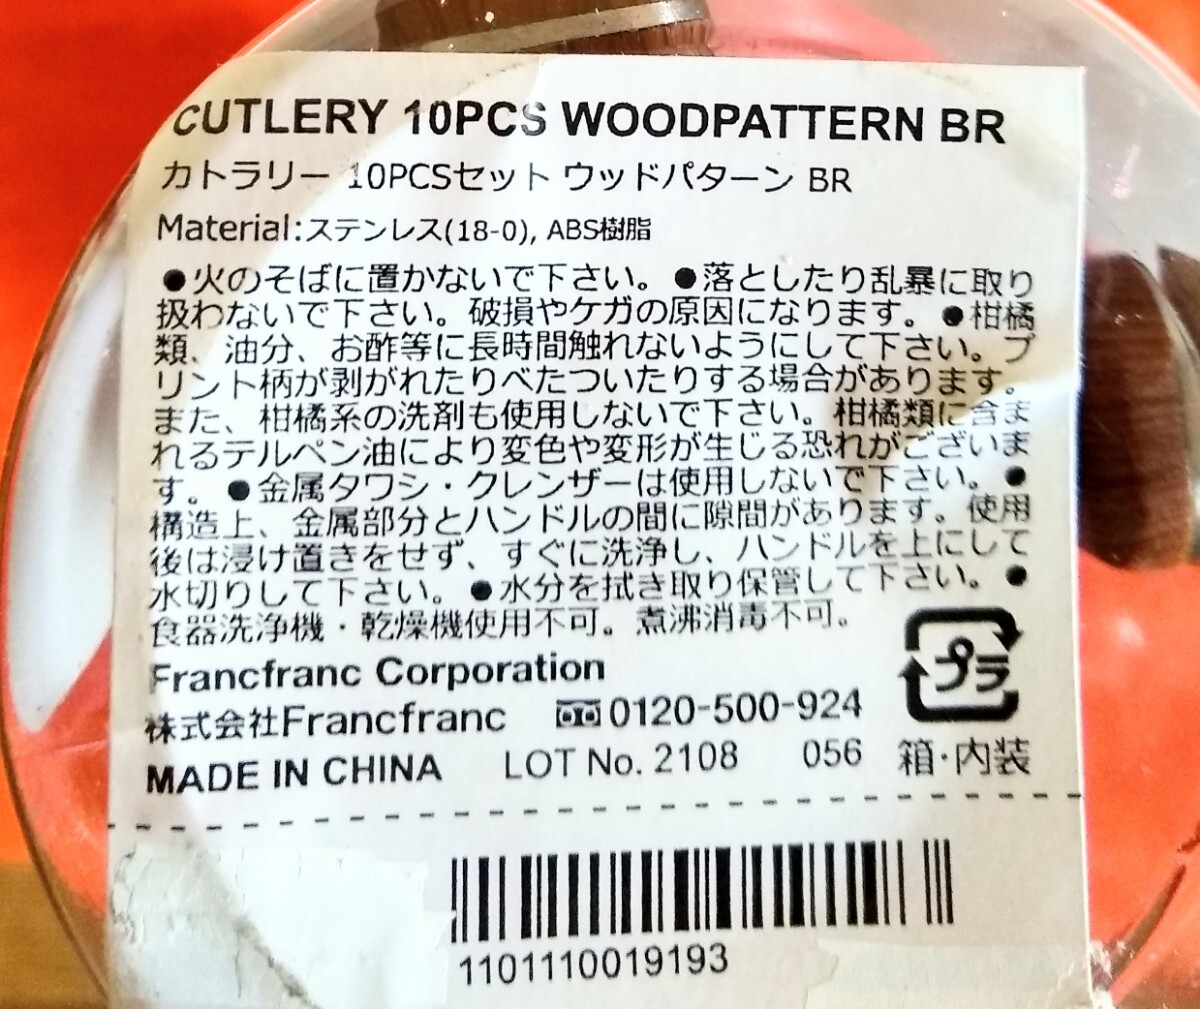 CUTLERY 10PCS WOODPATTERN BR
カトラリー 10PCSセット ウッドパターン BR
Material:ステンレス(18-0), ABS樹脂
●火のそばに置かないで下さい。●落としたり乱暴に取り
扱わないで下さい。破損やケガの原因になります。●柑橘
類、油分、お酢等に長時間触れないようにして下さい。プ
リント柄が剥がれたりべたついたりする場合があります。
また、柑橘系の洗剤も使用しないで下さい。柑橘類に含ま
れるテルペン油により変色や変形が生じる恐れがございま
す。●金属タワシ・クレンザーは使用しないで下さい。●
構造上、金属部分とハンドルの間に隙間があります。使用
後は浸け置きをせず、すぐに洗浄し、ハンドルを上にして
水切りして下さい。●水分を拭き取り保管して下さい。●
食器洗浄機・乾燥機使用不可。煮沸消毒不可。
Francfranc Corporation
株式会社Francfranc 0120-500-924
プラ
MADE IN CHINA LOT No. 2108 056 箱・内装
1101110019193